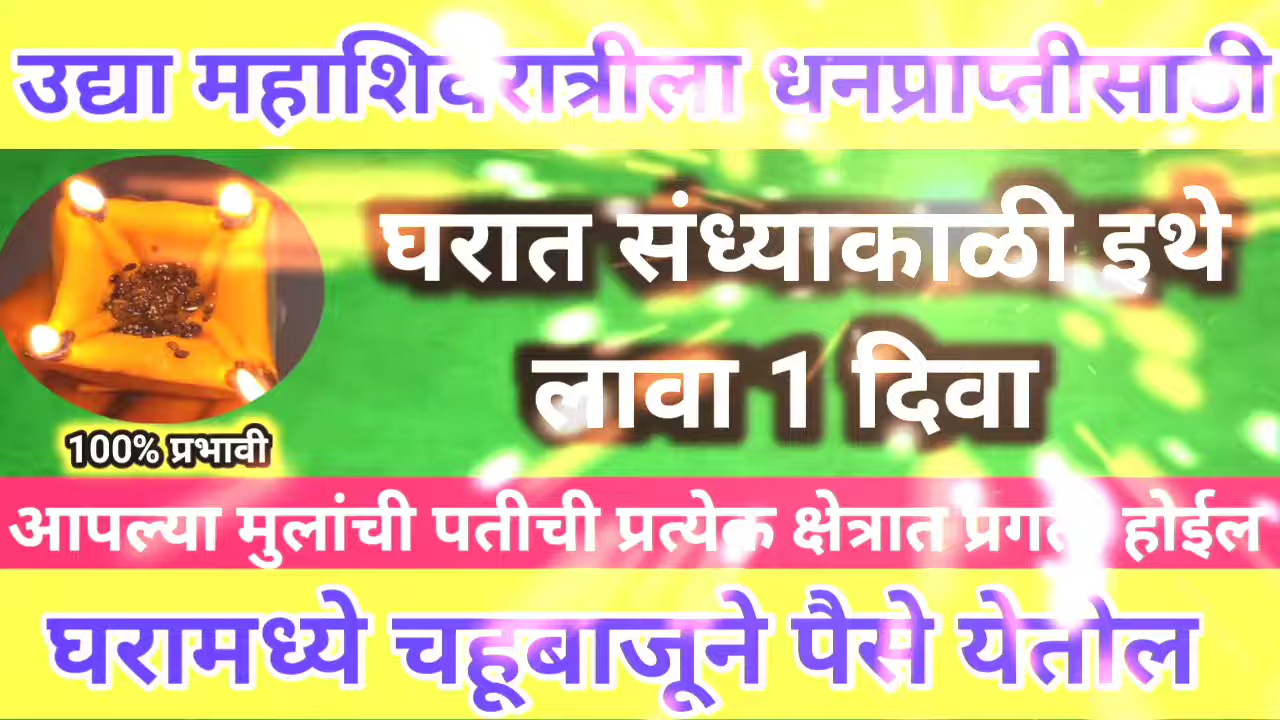 उद्या महाशिवरात्रीला धनप्राप्तीसाठी
घरात संध्याकाळी इथे
लावा 1 दिवा
100% प्रभावी
आपल्या मुलांची पतीची प्रत्येक क्षेत्रात प्रगती होईल
घरामध्ये चहूबाजूने पैसे येतील